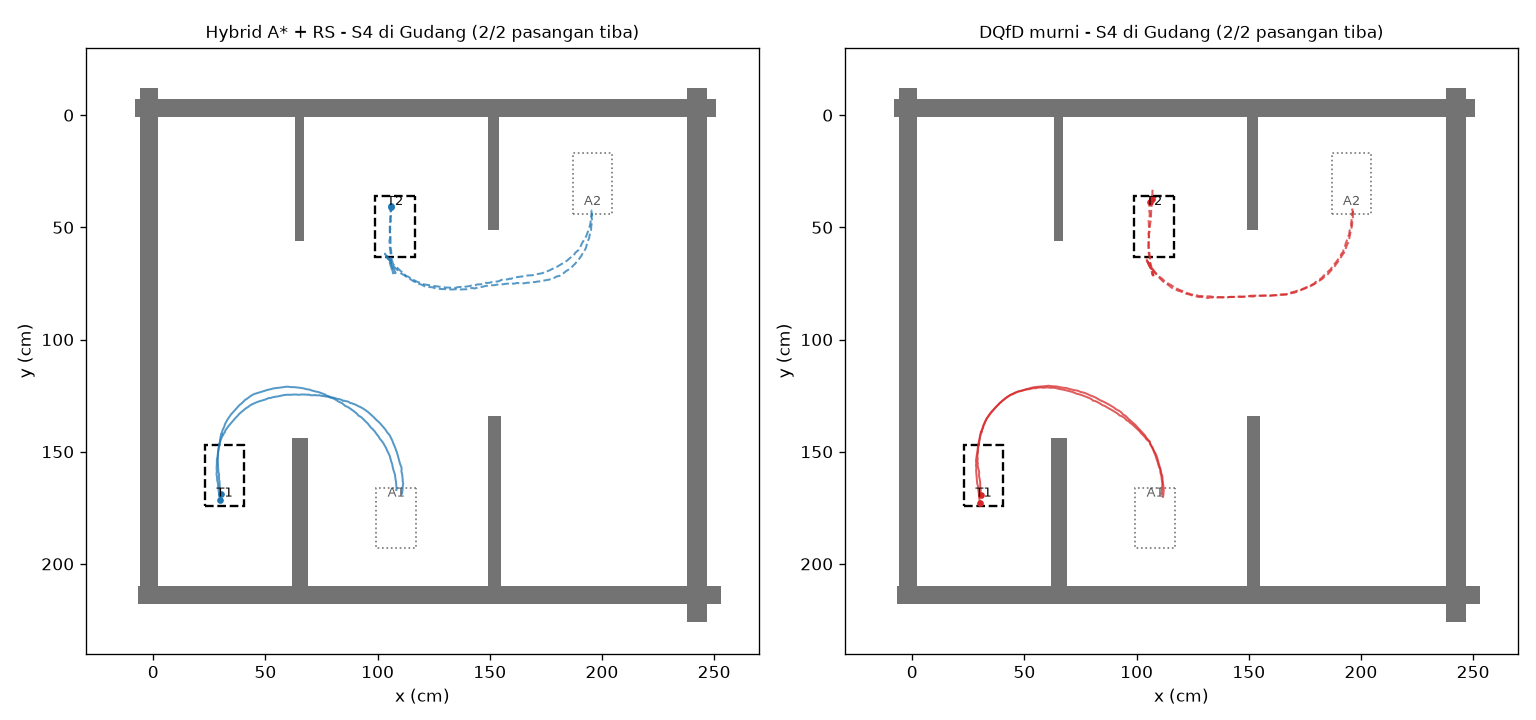 Hybrid A* + RS - S4 di Gudang (2/2 pasangan tiba)
y (cm)
0
50
100
150
200
T2
A2
T1
A1
0 50 100 150 200 250
x (cm)
DQfD murni - S4 di Gudang (2/2 pasangan tiba)
y (cm)
0
50
100
150
200
T2
A2
T1
A1
0 50 100 150 200 250
x (cm)